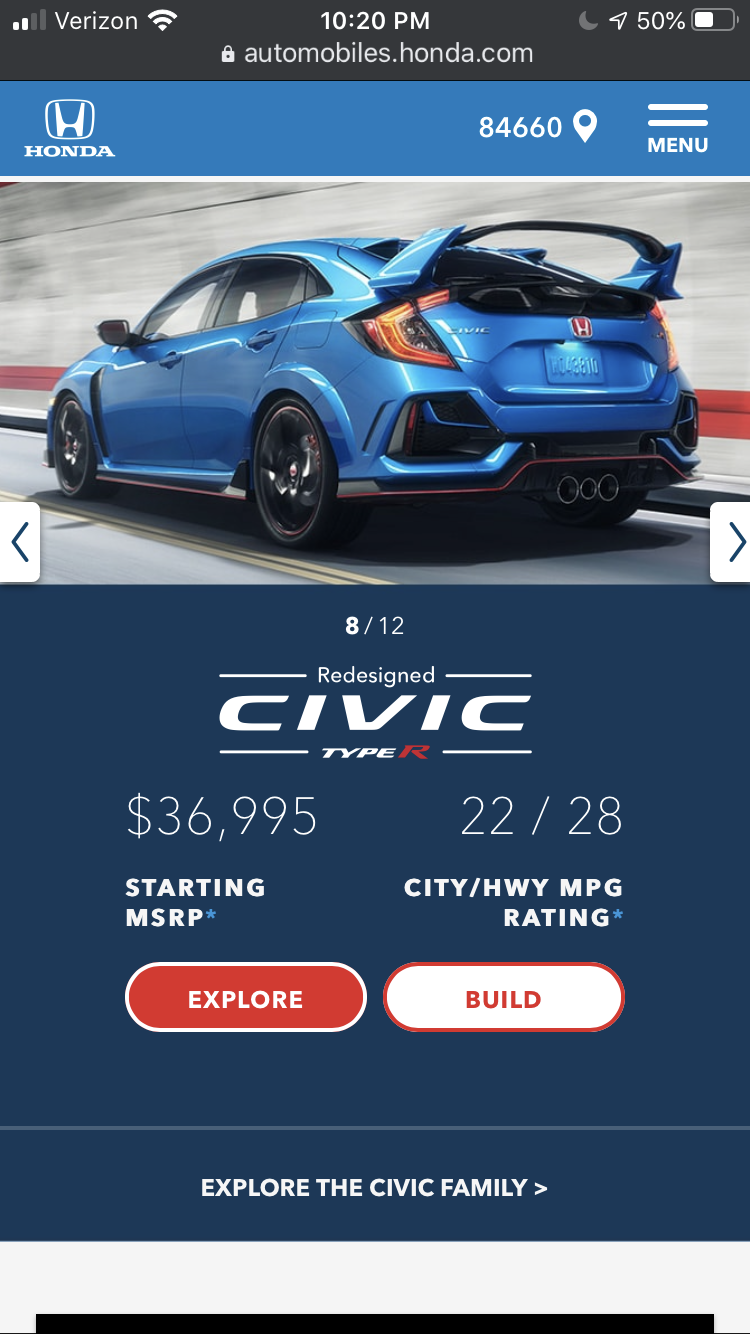 Verizon 10:20 PM 50%
automobiles.honda.com
HONDA
84660
MENU
CIVIC
8 / 12
Redesigned
CIVIC
TYPE R
$36,995 22 / 28
STARTING MSRP* CITY/HWY MPG RATING*
EXPLORE BUILD
EXPLORE THE CIVIC FAMILY >